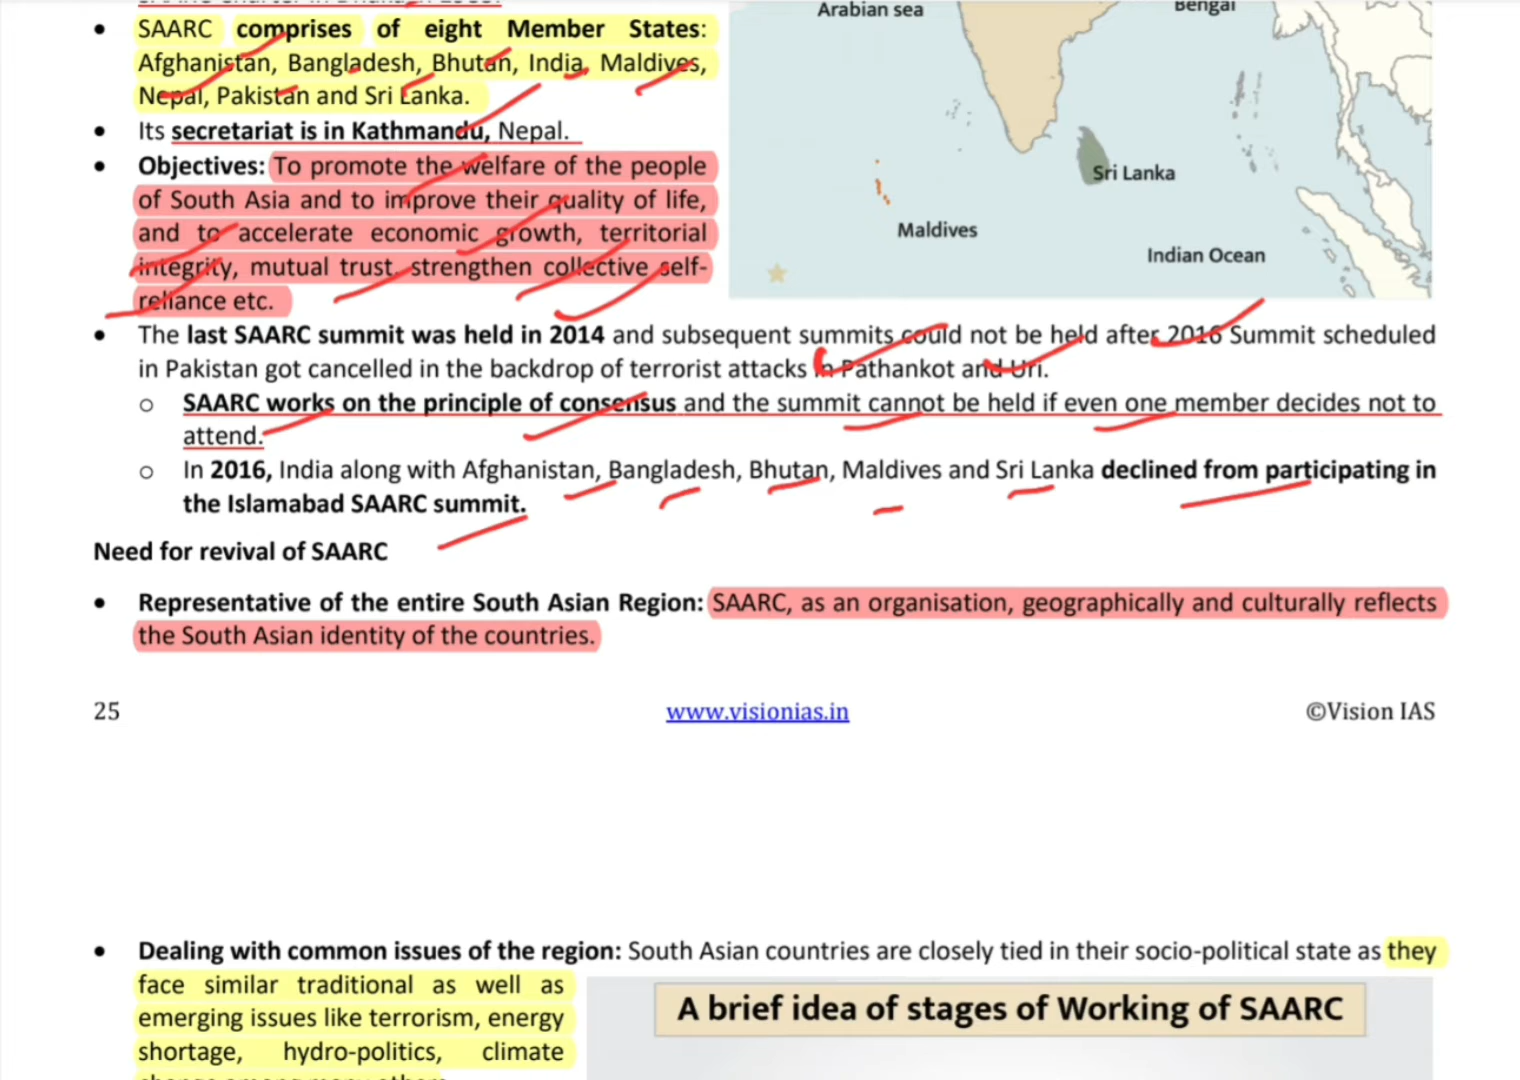 SAARC comprises of eight Member States:
Afghanistan, Bangladesh, Bhutan, India, Maldives,
Nepal, Pakistan and Sri Lanka.
Its secretariat is in Kathmandu, Nepal.
Objectives: To promote the welfare of the people
of South Asia and to improve their quality of life,
and to accelerate economic growth, territorial
integrity, mutual trust, strengthen collective self-
reliance etc.
Arabian sea
Bengal
Sri Lanka
Maldives
Indian Ocean
The last SAARC summit was held in 2014 and subsequent summits could not be held after 2016 Summit scheduled
in Pakistan got cancelled in the backdrop of terrorist attacks in Pathankot and Uri.
SAARC works on the principle of consensus and the summit cannot be held if even one member decides not to
attend.
In 2016, India along with Afghanistan, Bangladesh, Bhutan, Maldives and Sri Lanka declined from participating in
the Islamabad SAARC summit.
Need for revival of SAARC
Representative of the entire South Asian Region: SAARC, as an organisation, geographically and culturally reflects
the South Asian identity of the countries.
25
www.visionias.in
©Vision IAS
Dealing with common issues of the region: South Asian countries are closely tied in their socio-political state as they
face similar traditional as well as
emerging issues like terrorism, energy
shortage, hydro-politics, climate
A brief idea of stages of Working of SAARC